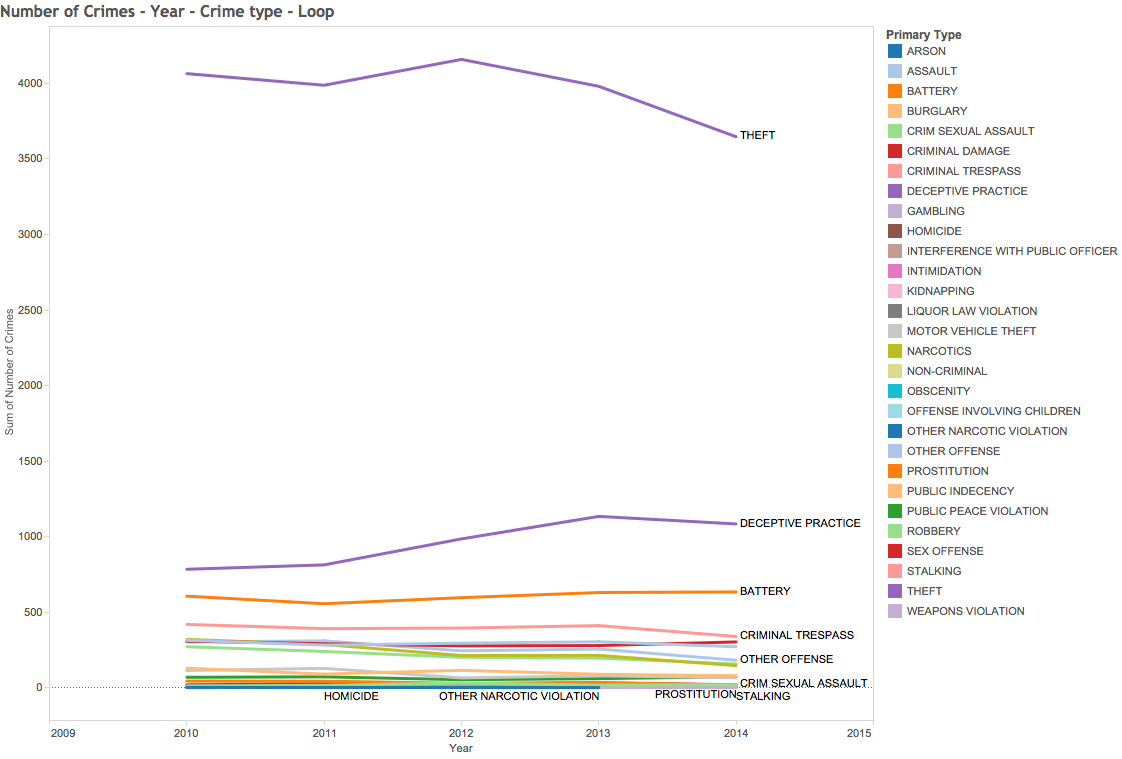 Number of Crimes - Year - Crime type - Loop
Primary Type
ARSON
ASSAULT
BATTERY
BURGLARY
CRIM SEXUAL ASSAULT
CRIMINAL DAMAGE
CRIMINAL TRESPASS
DECEPTIVE PRACTICE
GAMBLING
HOMICIDE
INTERFERENCE WITH PUBLIC OFFICER
INTIMIDATION
KIDNAPPING
LIQUOR LAW VIOLATION
MOTOR VEHICLE THEFT
NARCOTICS
NON-CRIMINAL
OBSCENITY
OFFENSE INVOLVING CHILDREN
OTHER NARCOTIC VIOLATION
OTHER OFFENSE
PROSTITUTION
PUBLIC INDECENCY
PUBLIC PEACE VIOLATION
ROBBERY
SEX OFFENSE
STALKING
THEFT
WEAPONS VIOLATION
Sum of Number of Crimes
4000
3500
3000
2500
2000
1500
1000
500
0
THEFT
DECEPTIVE PRACTICE
BATTERY
CRIMINAL TRESPASS
OTHER OFFENSE
CRIM SEXUAL ASSAULT
HOMICIDE
OTHER NARCOTIC VIOLATION
PROSTITUTION
STALKING
2009 2010 2011 2012 2013 2014 2015
Year